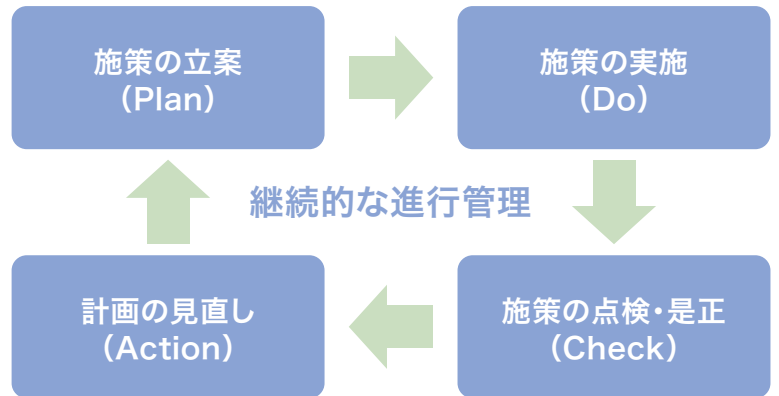 施策の立案
（Plan）
施策の実施
（Do）
継続的な進行管理
計画の見直し
（Action）
施策の点検・是正
（Check）